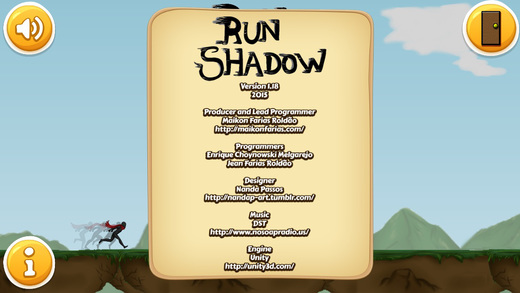 RUN
SHADOW
Version 1.18
2015
Producer and Lead Programmer
Maikon Farias Roldão
http://maikonfarias.com/
Programmers
Enrique Choynowski Melgarejo
Jean Farias Roldão
Designer
Nanda Passos
http://nandap-art.tumblr.com/
Music
DST
http://www.nosoapradio.us/
Engine
Unity
http://unity3d.com/